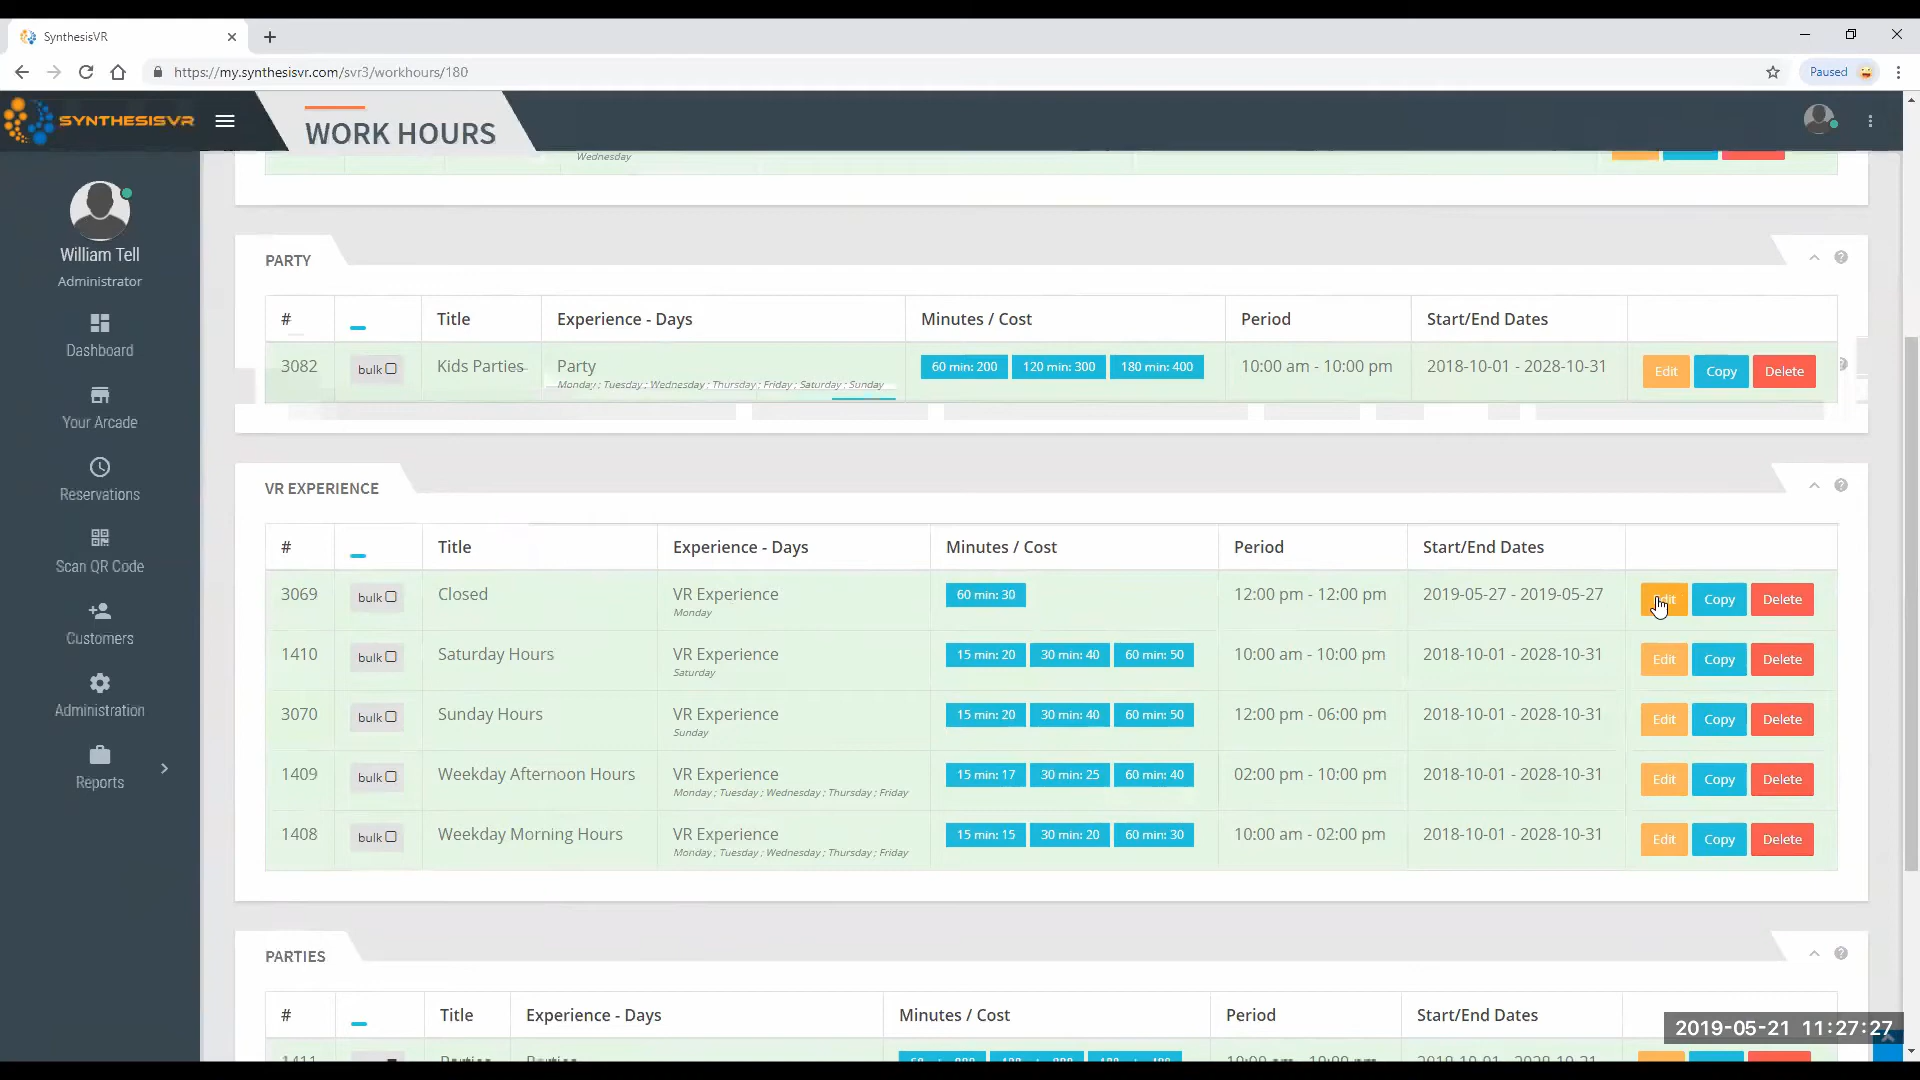 SynthesisVR
https://my.synthesisvr.com/svr3/workhours/180
Paused
SYNTHESISVR
WORK HOURS
William Tell
Administrator
Dashboard
Your Arcade
Reservations
Scan QR Code
Customers
Administration
Reports
Wednesday
PARTY
# Title Experience - Days Minutes / Cost Period Start/End Dates
3082 bulk Kids Parties Party 60 min: 200 120 min: 300 180 min: 400 10:00 am - 10:00 pm 2018-10-01 - 2028-10-31 Edit Copy Delete
Monday ; Tuesday ; Wednesday ; Thursday ; Friday ; Saturday ; Sunday
VR EXPERIENCE
# Title Experience - Days Minutes / Cost Period Start/End Dates
3069 bulk Closed VR Experience 60 min: 30 12:00 pm - 12:00 pm 2019-05-27 - 2019-05-27 Edit Copy Delete
Monday
1410 bulk Saturday Hours VR Experience 15 min: 20 30 min: 40 60 min: 50 10:00 am - 10:00 pm 2018-10-01 - 2028-10-31 Edit Copy Delete
Saturday
3070 bulk Sunday Hours VR Experience 15 min: 20 30 min: 40 60 min: 50 12:00 pm - 06:00 pm 2018-10-01 - 2028-10-31 Edit Copy Delete
Sunday
1409 bulk Weekday Afternoon Hours VR Experience 15 min: 17 30 min: 25 60 min: 40 02:00 pm - 10:00 pm 2018-10-01 - 2028-10-31 Edit Copy Delete
Monday ; Tuesday ; Wednesday ; Thursday ; Friday
1408 bulk Weekday Morning Hours VR Experience 15 min: 15 30 min: 20 60 min: 30 10:00 am - 02:00 pm 2018-10-01 - 2028-10-31 Edit Copy Delete
Monday ; Tuesday ; Wednesday ; Thursday ; Friday
PARTIES
# Title Experience - Days Minutes / Cost Period Start/End Dates
2019-05-21 11:27:27